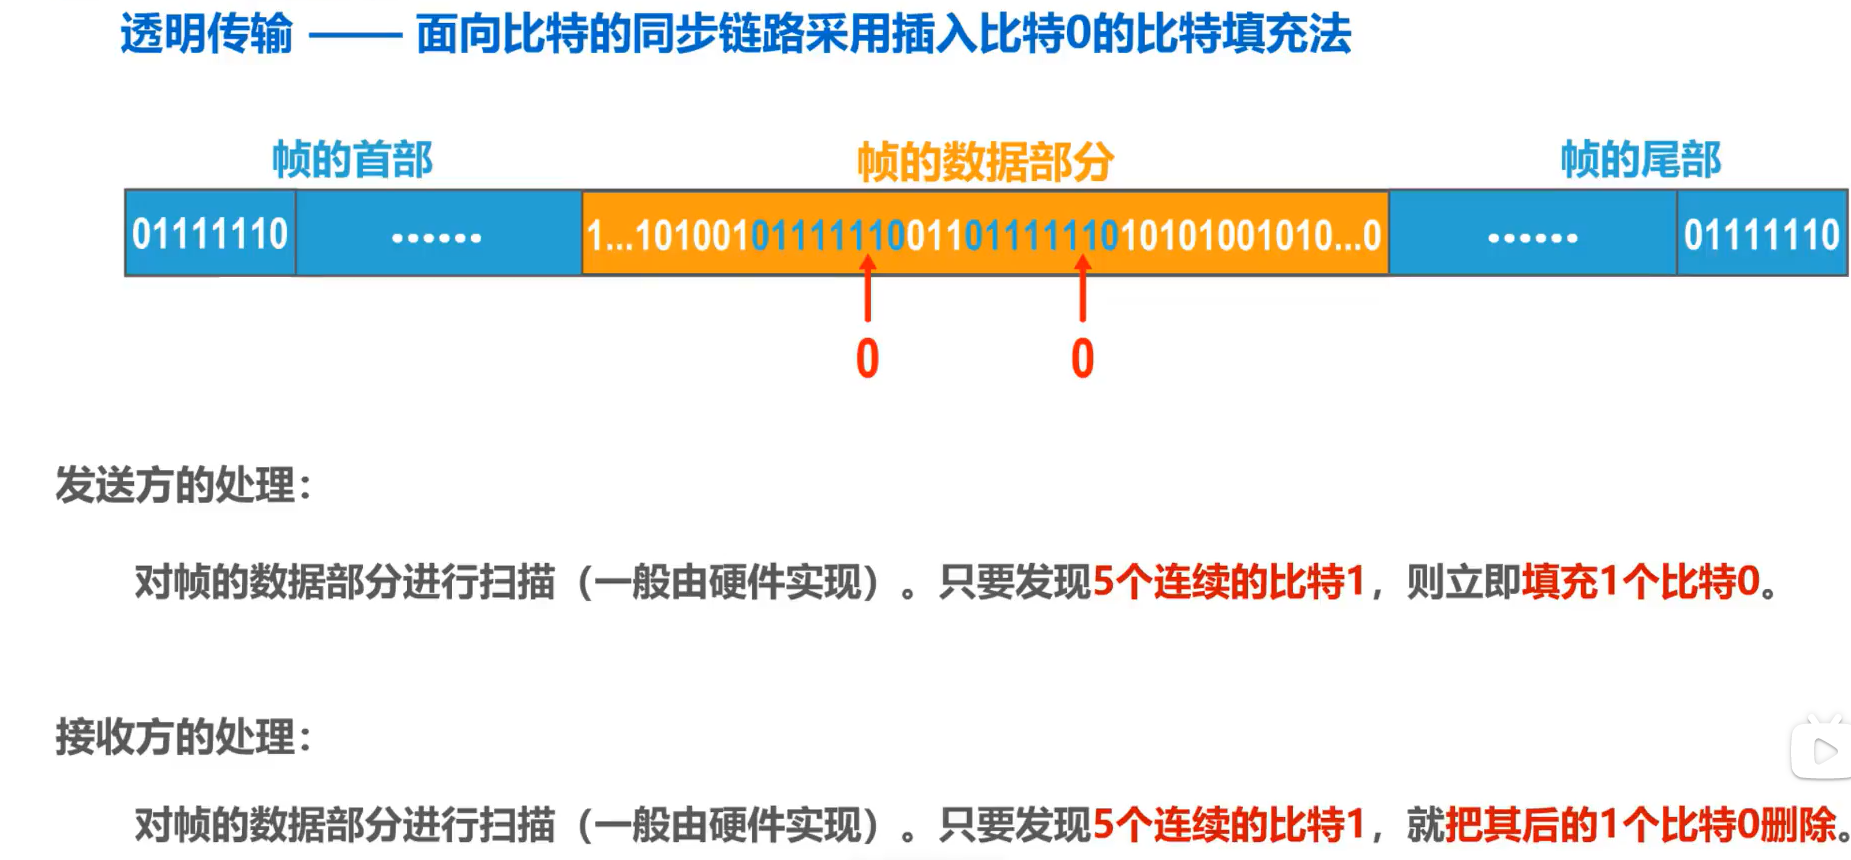 透明传输 —— 面向比特的同步链路采用插入比特0的比特填充法
帧的首部 帧的数据部分 帧的尾部
01111110 ...... 1...10100101111110011011111101010100​1010...0 ...... 01111110
0 0
发送方的处理：
对帧的数据部分进行扫描（一般由硬件实现）。只要发现5个连续的比特1，则立即填充1个比特0。
接收方的处理：
对帧的数据部分进行扫描（一般由硬件实现）。只要发现5个连续的比特1，就把其后的1个比特0删除。